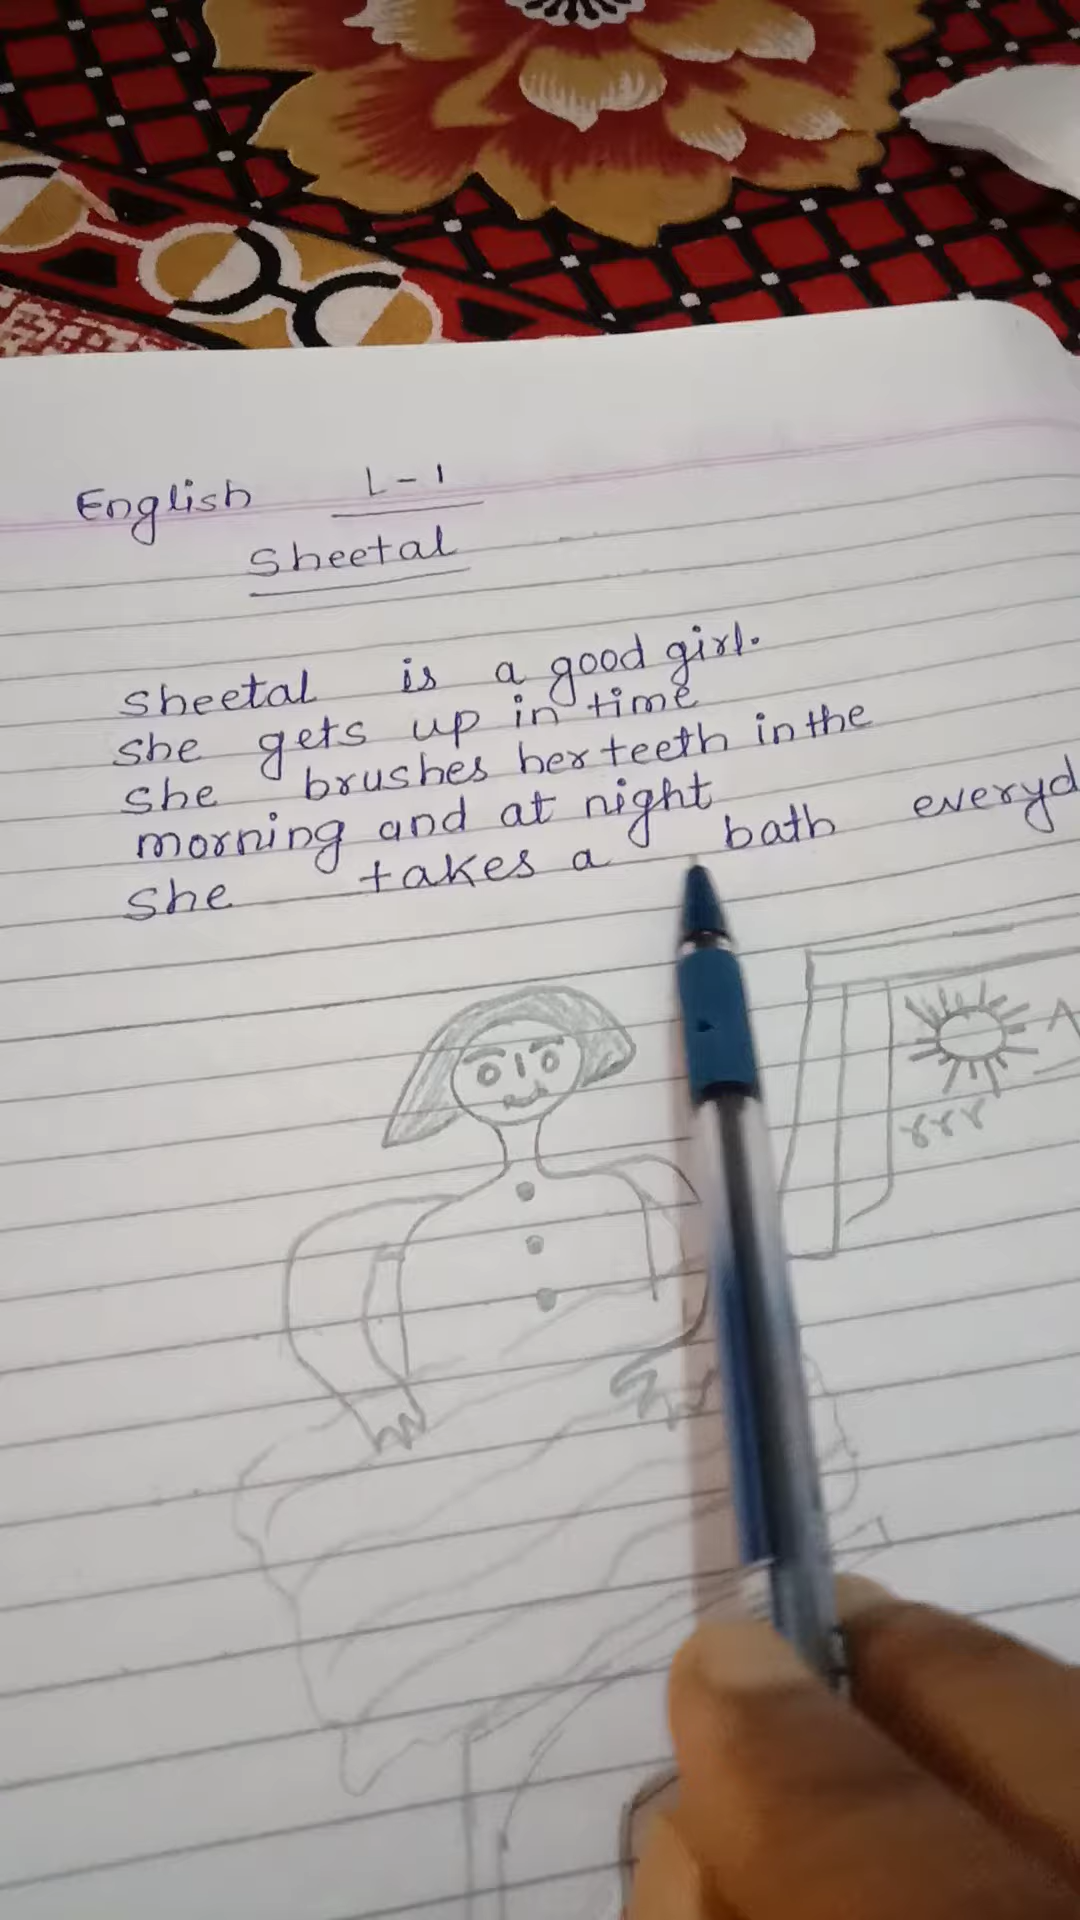 English L-1
Sheetal
Sheetal is a good girl.
She gets up in time
She brushes her teeth in the
morning and at night
She takes a bath everyd